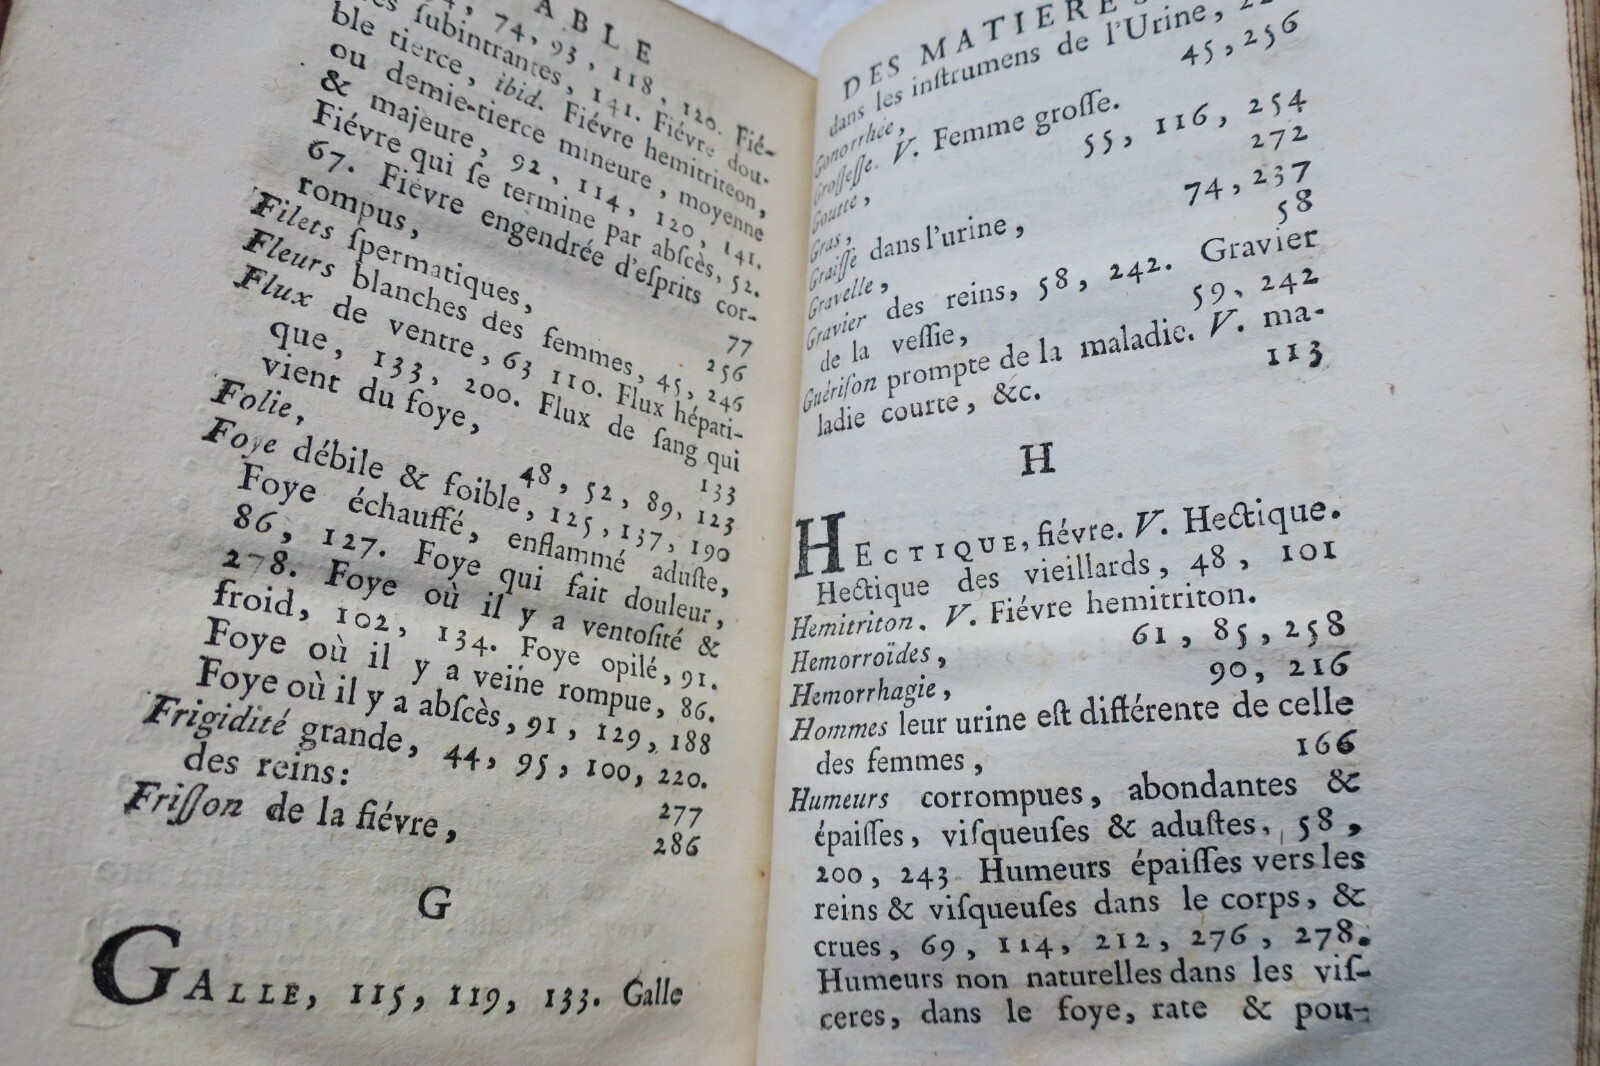 TABLE
74, 93, 118, 120. Fié-
ſubintrantes, 141. Fiévre dou-
ble tierce, ibid. Fiévre hemitriteon,
ou demie-tierce mineure, moyenne
& majeure, 92, 114, 120, 141.
Fiévre qui ſe termine par abſcès, 52.
67. Fiévre engendrée d'eſprits cor-
rompus, 77
Filets ſpermatiques, 256
Fleurs blanches des femmes, 45, 246
Flux de ventre, 63 110. Flux hépati-
que, 133, 200. Flux de ſang qui
vient du foye, 133
Folie, 48, 52, 89, 123
Foye débile & foible, 125, 137, 190
Foye échauffé, enflammé aduſte,
86, 127. Foye qui fait douleur,
278. Foye où il y a ventoſité &
froid, 102, 134. Foye opilé, 91.
Foye où il y a veine rompue, 86.
Foye où il y a abſcès, 91, 129, 188
Frigidité grande, 44, 95, 100, 220.
des reins: 277
Friſſon de la fiévre, 286
G
GALLE, 115, 119, 133. Galle
DES MATIERES
dans les inſtrumens de l'Urine,
Gonorrhée, 45, 256
Groſſeſſe. V. Femme groſſe.
Goutte, 55, 116, 254
Gras, 272
Graiſſe dans l'urine, 74, 237
Gravelle, 58
Gravier des reins, 58, 242. Gravier
de la veſſie, 59, 242
Guériſon prompte de la maladie. V. ma-
ladie courte, &c. 113
H
HECTIQUE, fiévre. V. Hectique.
Hectique des vieillards, 48, 101
Hemitriton. V. Fiévre hemitriton.
Hemorroïdes, 61, 85, 258
Hemorrhagie, 90, 216
Hommes leur urine eſt différente de celle
des femmes, 166
Humeurs corrompues, abondantes &
épaiſſes, viſqueuſes & aduſtes, 58,
200, 243. Humeurs épaiſſes vers les
reins & viſqueuſes dans le corps, &
crues, 69, 114, 212, 276, 278.
Humeurs non naturelles dans les viſ-
ceres, dans le foye, rate & pou-